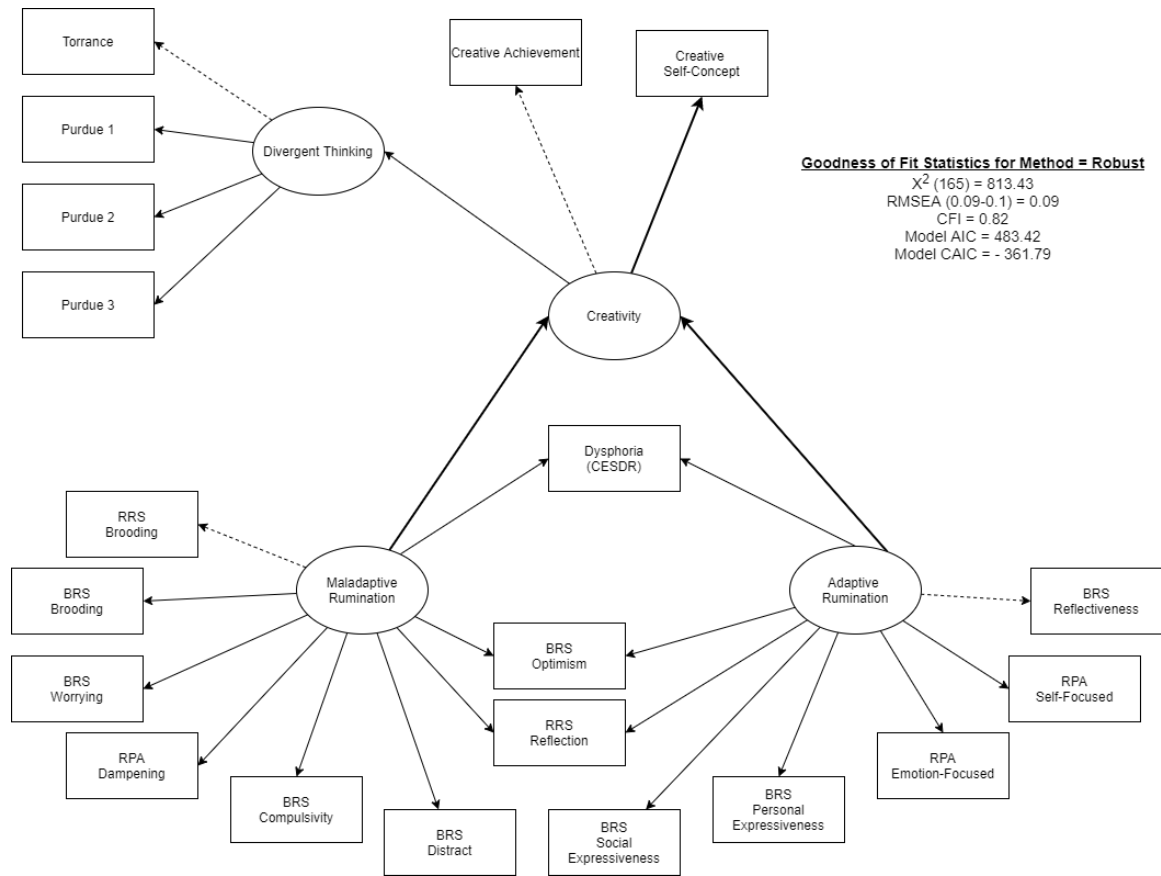 Torrance
Creative Achievement
Creative
Self-Concept
Purdue 1
Divergent Thinking
Goodness of Fit Statistics for Method = Robust
X² (165) = 813.43
RMSEA (0.09-0.1) = 0.09
CFI = 0.82
Model AIC = 483.42
Model CAIC = - 361.79
Purdue 2
Purdue 3
Creativity
Dysphoria
(CESDR)
RRS
Brooding
Maladaptive
Rumination
Adaptive
Rumination
BRS
Brooding
BRS
Reflectiveness
BRS
Optimism
BRS
Worrying
RPA
Self-Focused
RRS
Reflection
RPA
Dampening
RPA
Emotion-Focused
BRS
Compulsivity
BRS
Personal
Expressiveness
BRS
Distract
BRS
Social
Expressiveness